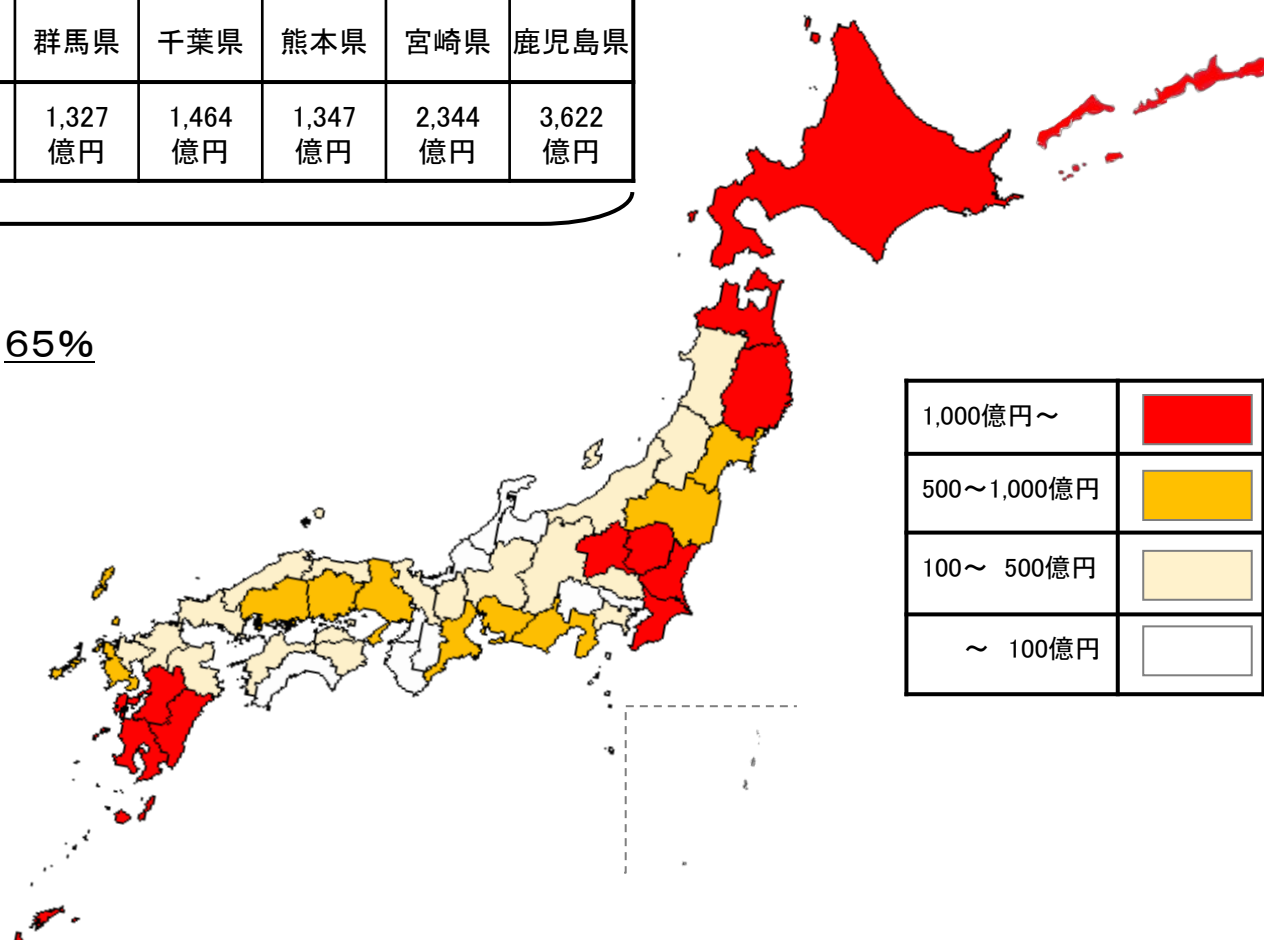 群馬県 千葉県 熊本県 宮崎県 鹿児島県
1,327 1,464 1,347 2,344 3,622
億円 億円 億円 億円 億円
65%
1,000億円～
500～1,000億円
100～ 500億円
～ 100億円